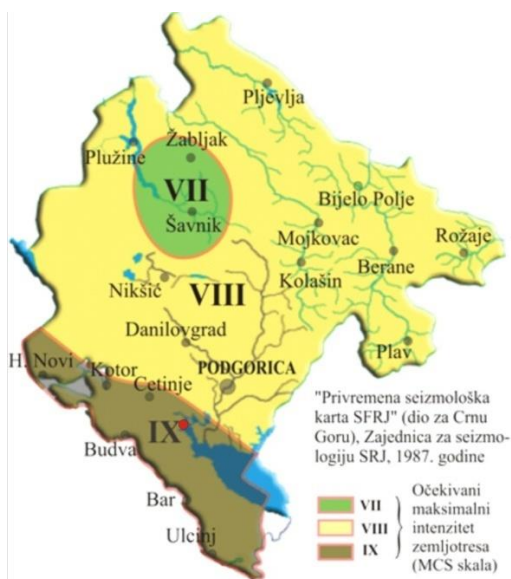 Pljevlja
Žabljak
Plužine
VII
Bijelo Polje
Šavnik
Mojkovac
Rožaje
Kolašin
Berane
Nikšić
VIII
Danilovgrad
Plav
H. Novi
Kotor
PODGORICA
Cetinje
IX
Budva
Bar
Ulcinj
"Privremena seizmološka
karta SFRJ" (dio za Crnu
Goru), Zajednica za seizmo-
logiju SRJ, 1987. godine
VII
VIII
IX
Očekivani
maksimalni
intenzitet
zemljotresa
(MCS skala)